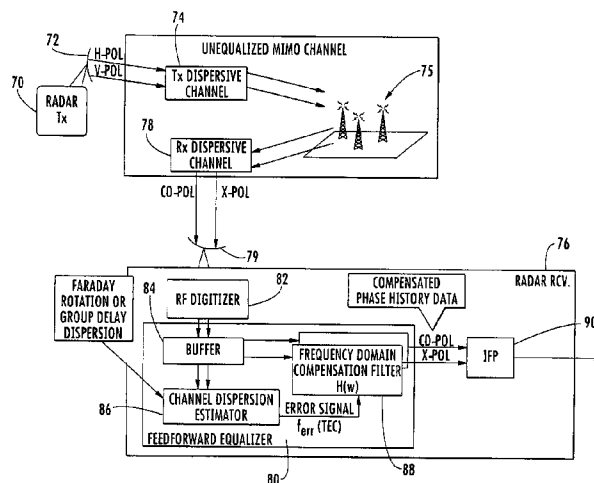 74
UNEQUALIZED MIMO CHANNEL
72
H-POL
V-POL
Tx DISPERSIVE
CHANNEL
75
70
RADAR
Tx
78
Rx DISPERSIVE
CHANNEL
CO-POL
X-POL
79
76
FARADAY
ROTATION OR
GROUP DELAY
DISPERSION
RADAR RCV.
COMPENSATED
PHASE HISTORY DATA
84
RF DIGITIZER
82
90
BUFFER
CO-POL
X-POL
FREQUENCY DOMAIN
COMPENSATION FILTER
H(w)
IFP
86
CHANNEL DISPERSION
ESTIMATOR
ERROR SIGNAL
ferr (TEC)
FEEDFORWARD EQUALIZER
80
88